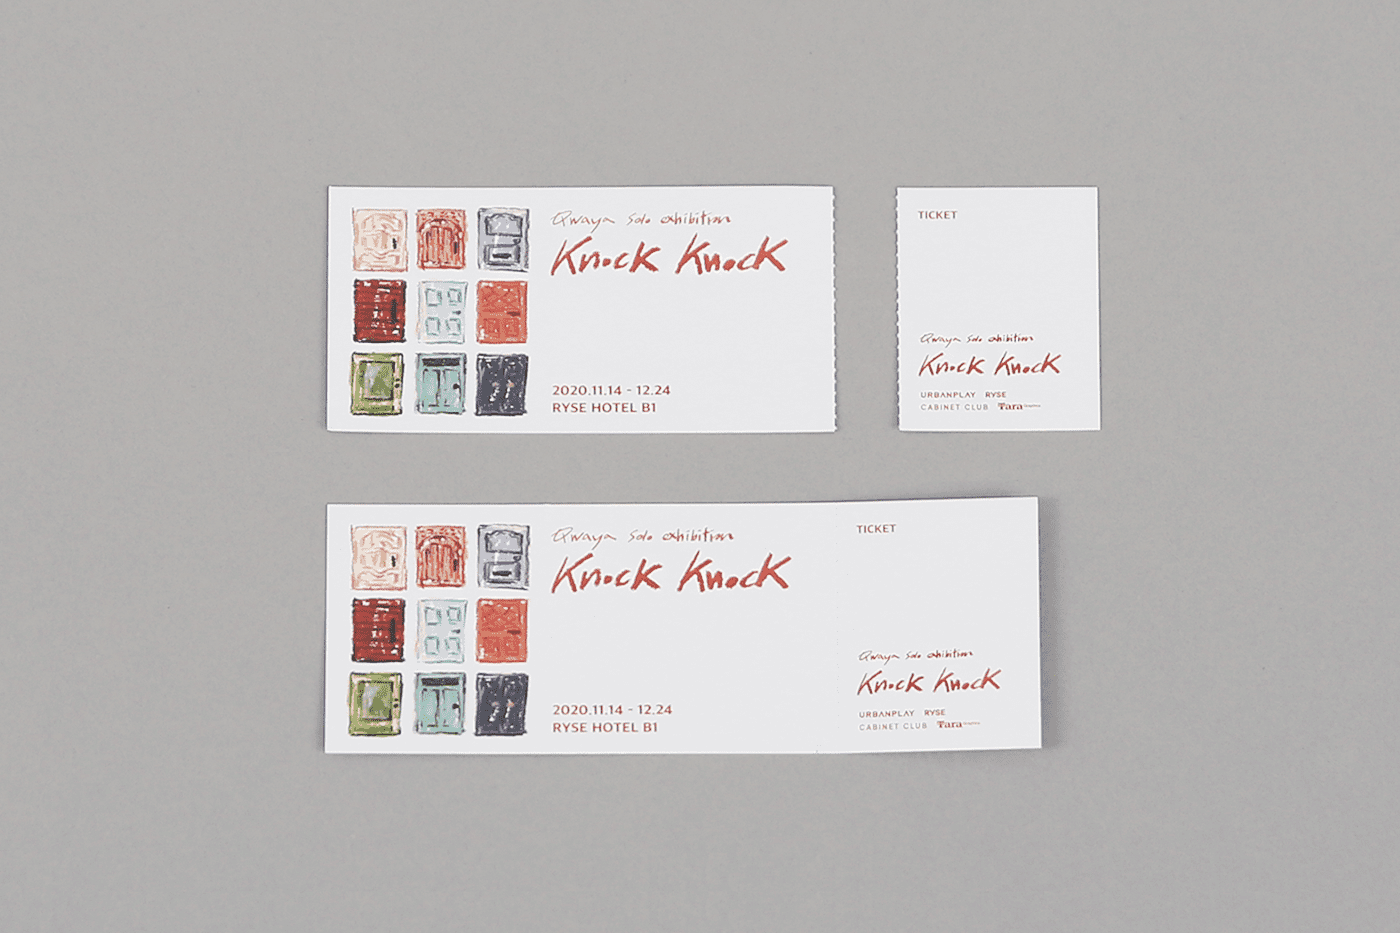 Qwaya solo exhibition
Knock Knock
2020.11.14 - 12.24
RYSE HOTEL B1
TICKET
Qwaya solo exhibition
Knock Knock
URBANPLAY RYSE
CABINET CLUB Tara
Qwaya solo exhibition
Knock Knock
2020.11.14 - 12.24
RYSE HOTEL B1
TICKET
Qwaya solo exhibition
Knock Knock
URBANPLAY RYSE
CABINET CLUB Tara